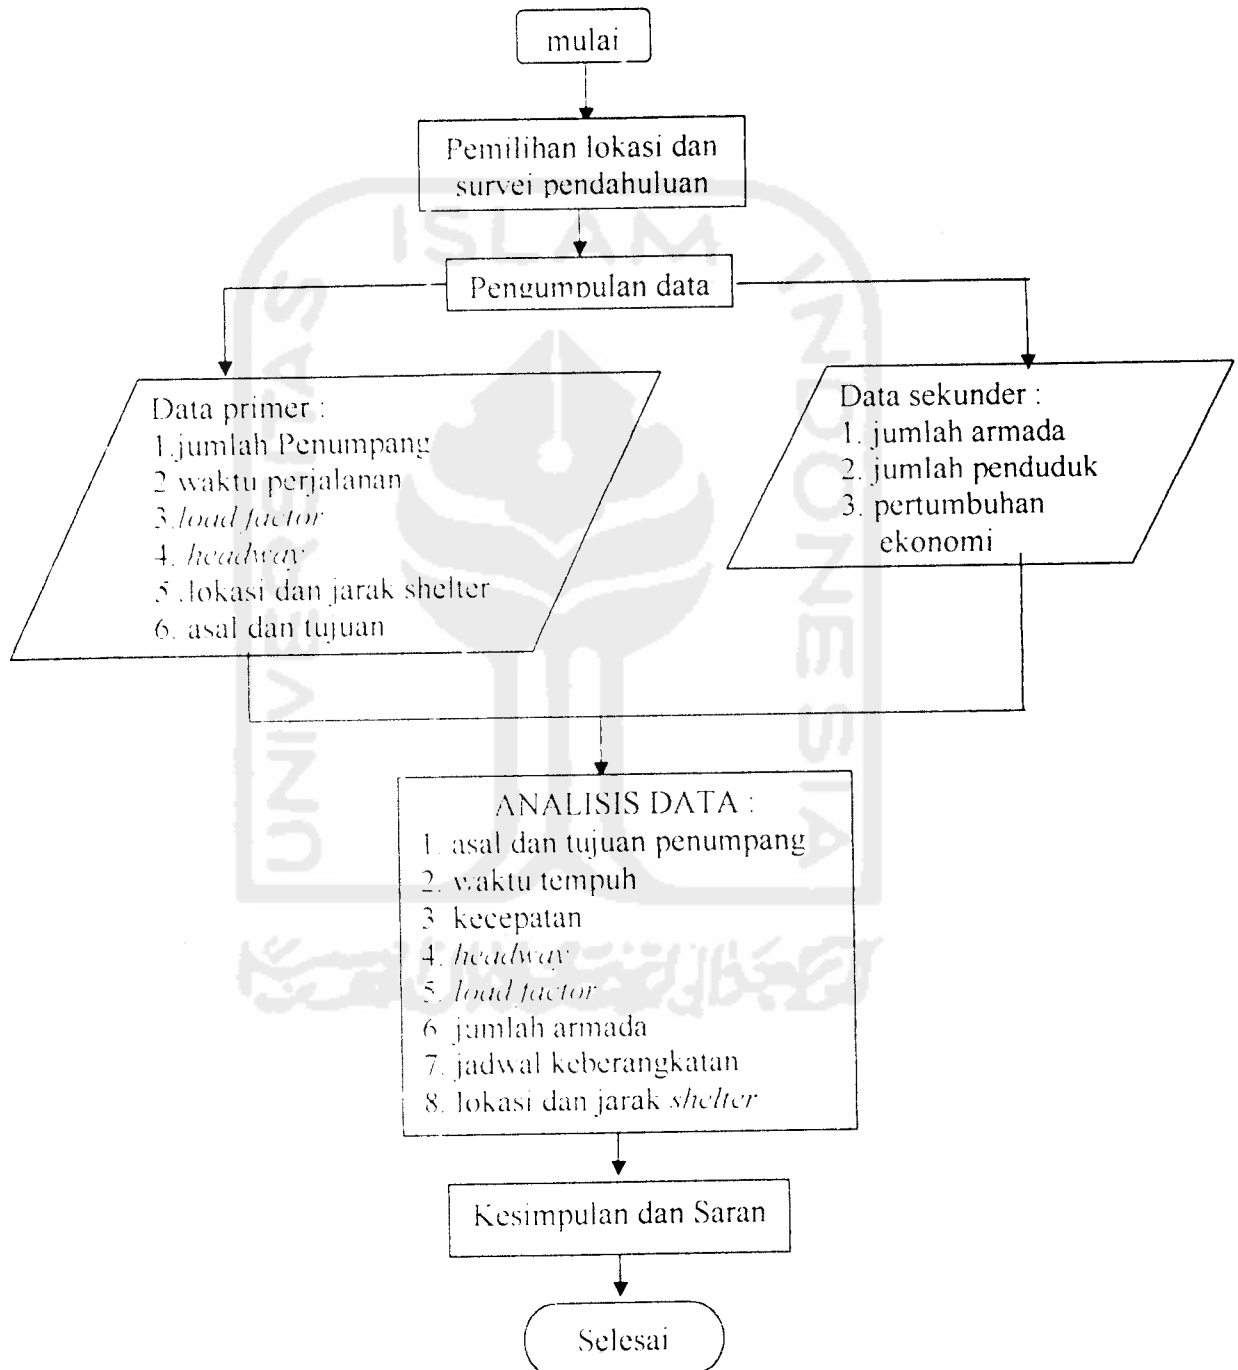 mulai
Pemilihan lokasi dan
survei pendahuluan
Pengumpulan data
Data primer :
1.jumlah Penumpang
2 waktu perjalanan
3.load factor
4. headway
5 .lokasi dan jarak shelter
6. asal dan tujuan
Data sekunder :
1. jumlah armada
2. jumlah penduduk
3. pertumbuhan
ekonomi
ANALISIS DATA :
1. asal dan tujuan penumpang
2. waktu tempuh
3 kecepatan
4. headway
5. load factor
6 jumlah armada
7. jadwal keberangkatan
8. lokasi dan jarak shelter
Kesimpulan dan Saran
Selesai
UNIVERSITAS
ISLAM
INDONESIA